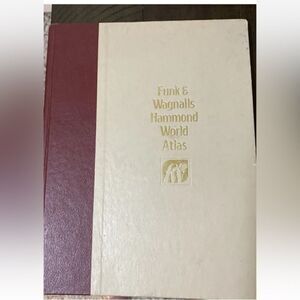 Funk &
Wagnalls
Hammond
World
Atlas